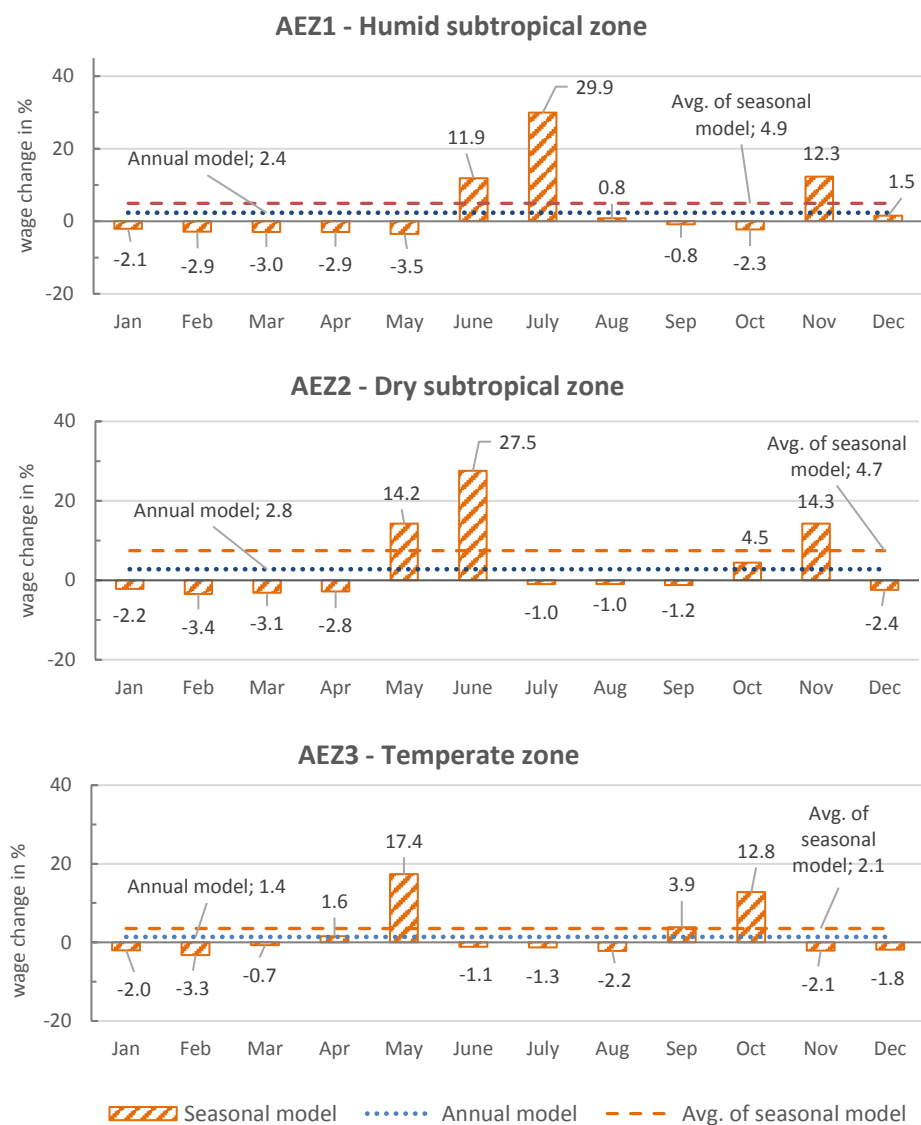 AEZ1 - Humid subtropical zone
wage change in %
40
20
0
-20
29.9
Avg. of seasonal
model; 4.9
11.9
Annual model; 2.4
12.3
0.8
1.5
-2.1
-2.9
-3.0
-2.9
-3.5
-0.8
-2.3
Jan Feb Mar Apr May June July Aug Sep Oct Nov Dec
AEZ2 - Dry subtropical zone
wage change in %
40
20
0
-20
27.5
Avg. of seasonal
model; 4.7
14.2
Annual model; 2.8
14.3
4.5
-2.2
-3.4
-3.1
-2.8
-1.0
-1.0
-1.2
-2.4
Jan Feb Mar Apr May June July Aug Sep Oct Nov Dec
AEZ3 - Temperate zone
wage change in %
40
20
0
-20
Avg. of
seasonal
model; 2.1
17.4
12.8
Annual model; 1.4
1.6
3.9
-2.0
-3.3
-0.7
-1.1
-1.3
-2.2
-2.1
-1.8
Jan Feb Mar Apr May June July Aug Sep Oct Nov Dec
Seasonal model Annual model Avg. of seasonal model